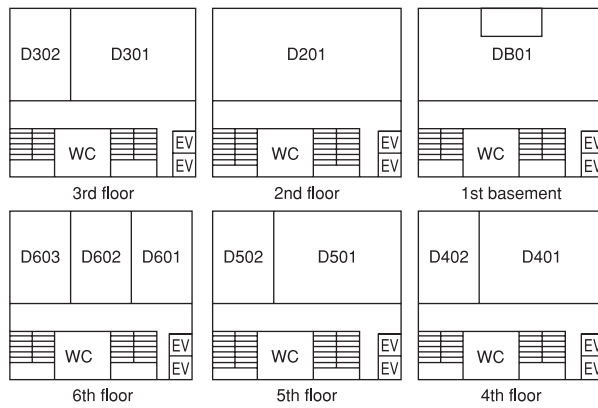 D302 D301
WC
EV
EV
3rd floor
D201
WC
EV
EV
2nd floor
DB01
WC
EV
EV
1st basement
D603 D602 D601
WC
EV
EV
6th floor
D502 D501
WC
EV
EV
5th floor
D402 D401
WC
EV
EV
4th floor